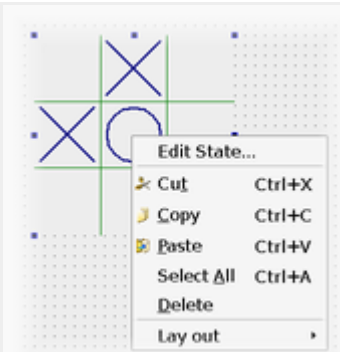 Edit State...
Cut Ctrl+X
Copy Ctrl+C
Paste Ctrl+V
Select All Ctrl+A
Delete
Lay out